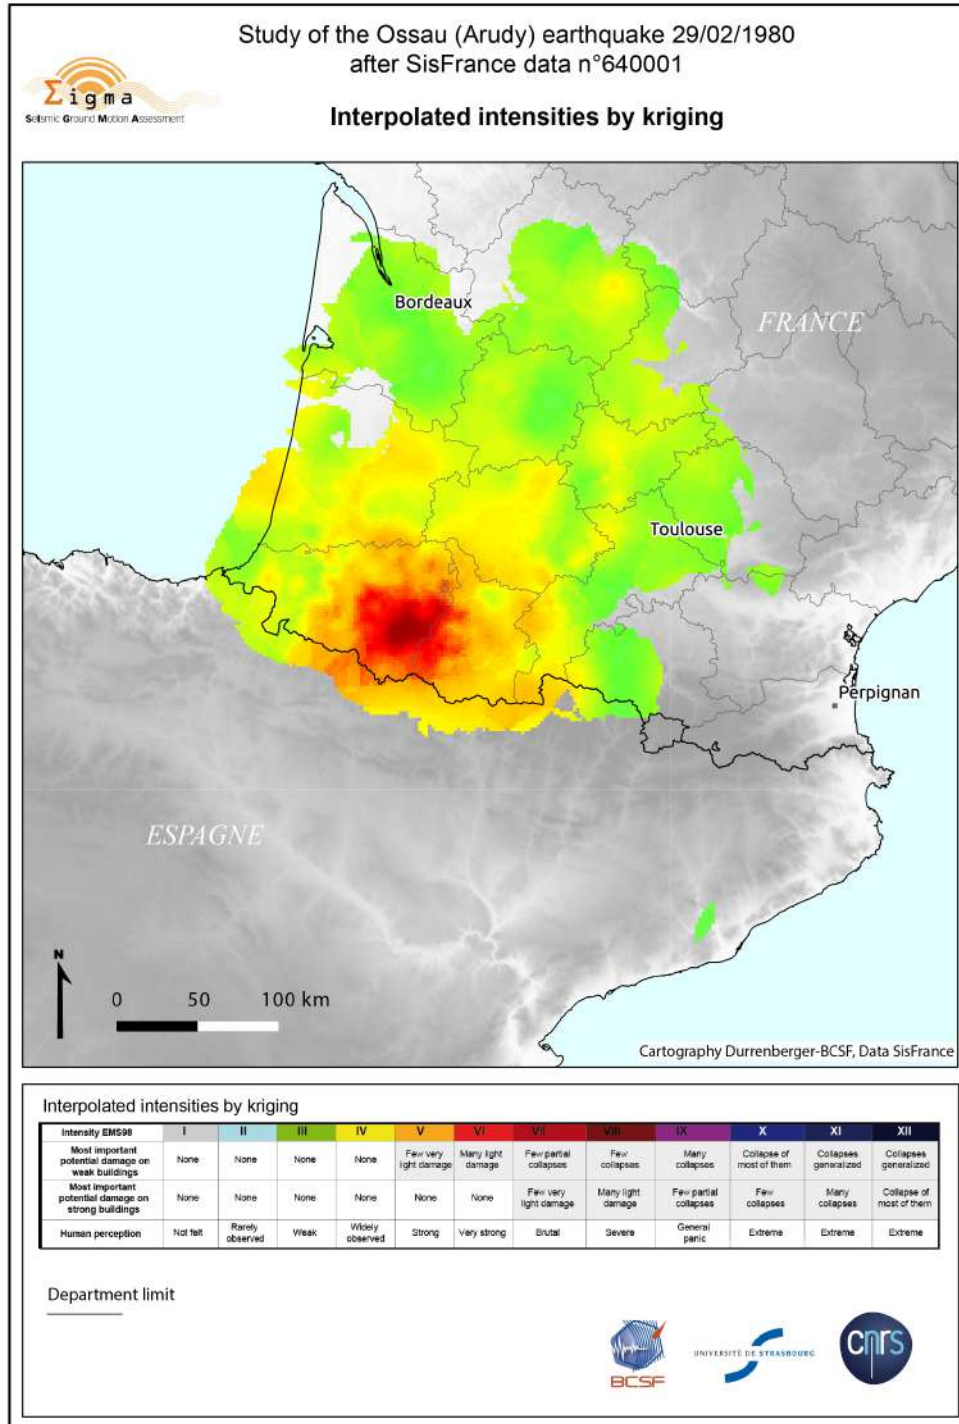 Study of the Ossau (Arudy) earthquake 29/02/1980
after SisFrance data n°640001
Σigma
SeIsmic Ground Motion Assessment
Interpolated intensities by kriging
Bordeaux
FRANCE
Toulouse
Perpignan
ESPAGNE
N
0 50 100 km
Cartography Durrenberger-BCSF, Data SisFrance
Interpolated intensities by kriging
Intensity EMS98 I II III IV V VI VII VIII IX X XI XII
Most important potential damage on weak buildings None None None None Few very light damage Many light damage Few partial collapses Few collapses Many collapses Collapse of most of them Collapses generalized Collapses generalized
Most important potential damage on strong buildings None None None None None None Few very light damage Many light damage Few partial collapses Few collapses Many collapses Collapse of most of them
Human perception Not felt Rarely observed Weak Widely observed Strong Very strong Brutal Severe General panic Extreme Extreme Extreme
Department limit
BCSF
UNIVERSITÉ DE STRASBOURG
cnrs